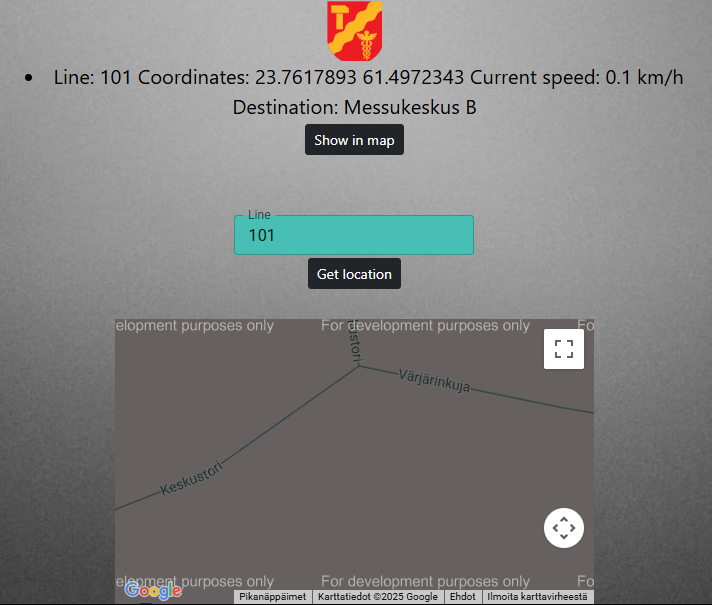 Line: 101 Coordinates: 23.7617893 61.4972343 Current speed: 0.1 km/h
Destination: Messukeskus B
Show in map
Line
101
Get location
elopment purposes only
For development purposes only
Fo
ustori
Värjärinkuja
Keskustori
elopment purposes only
For development purposes only
Fo
Google
Pikanäppäimet
Karttatiedot ©2025 Google
Ehdot
Ilmoita karttavirheestä